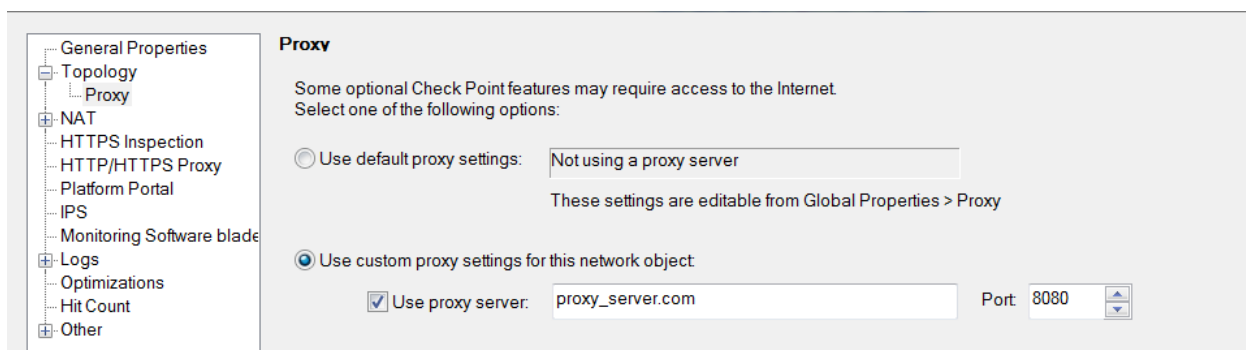 General Properties
Topology
Proxy
NAT
HTTPS Inspection
HTTP/HTTPS Proxy
Platform Portal
IPS
Monitoring Software blade
Logs
Optimizations
Hit Count
Other
Proxy
Some optional Check Point features may require access to the Internet.
Select one of the following options:
Use default proxy settings: Not using a proxy server
These settings are editable from Global Properties > Proxy
Use custom proxy settings for this network object:
Use proxy server: proxy_server.com Port: 8080